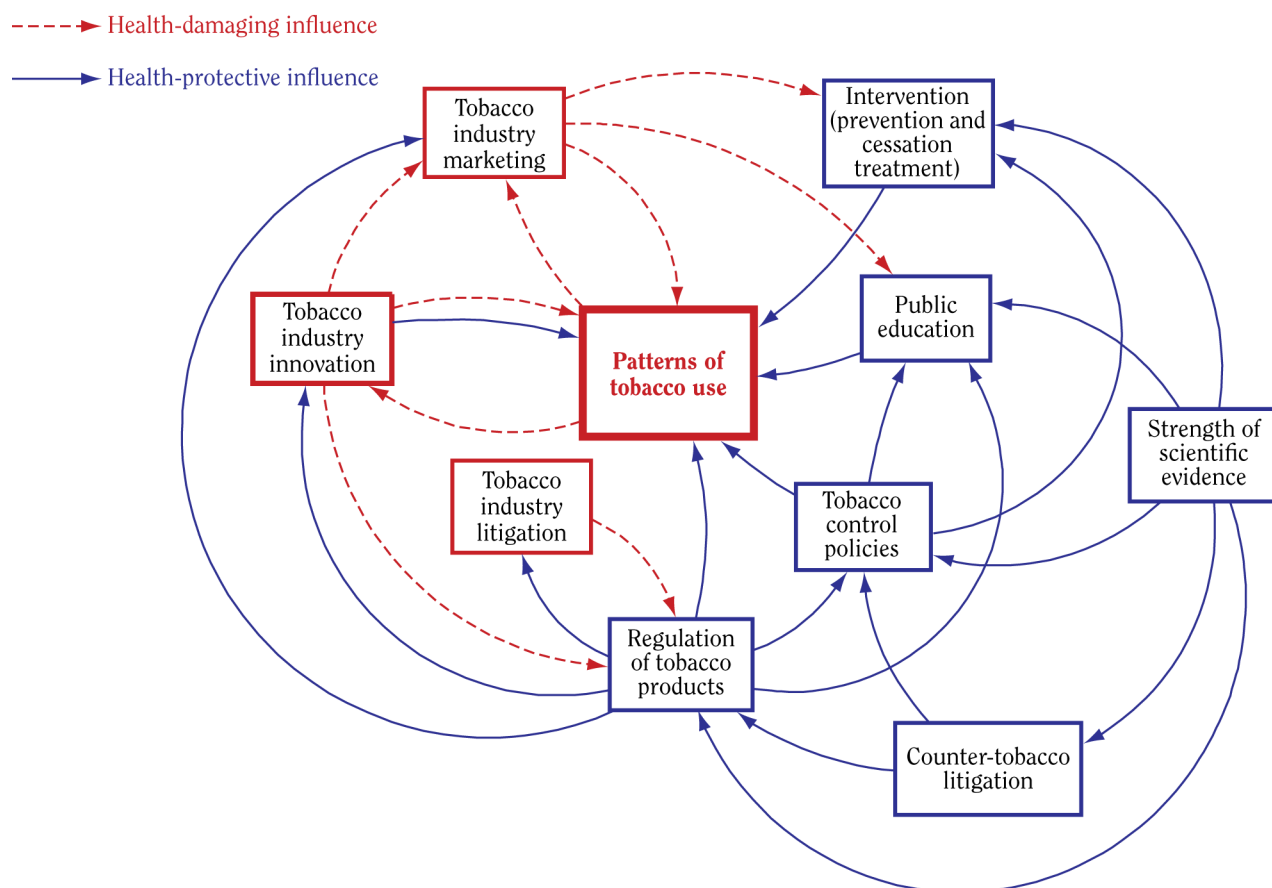 Health-damaging influence
Health-protective influence
Tobacco
industry
marketing
Intervention
(prevention and
cessation
treatment)
Tobacco
industry
innovation
Patterns of
tobacco use
Public
education
Strength of
scientific
evidence
Tobacco
industry
litigation
Tobacco
control
policies
Regulation
of tobacco
products
Counter-tobacco
litigation